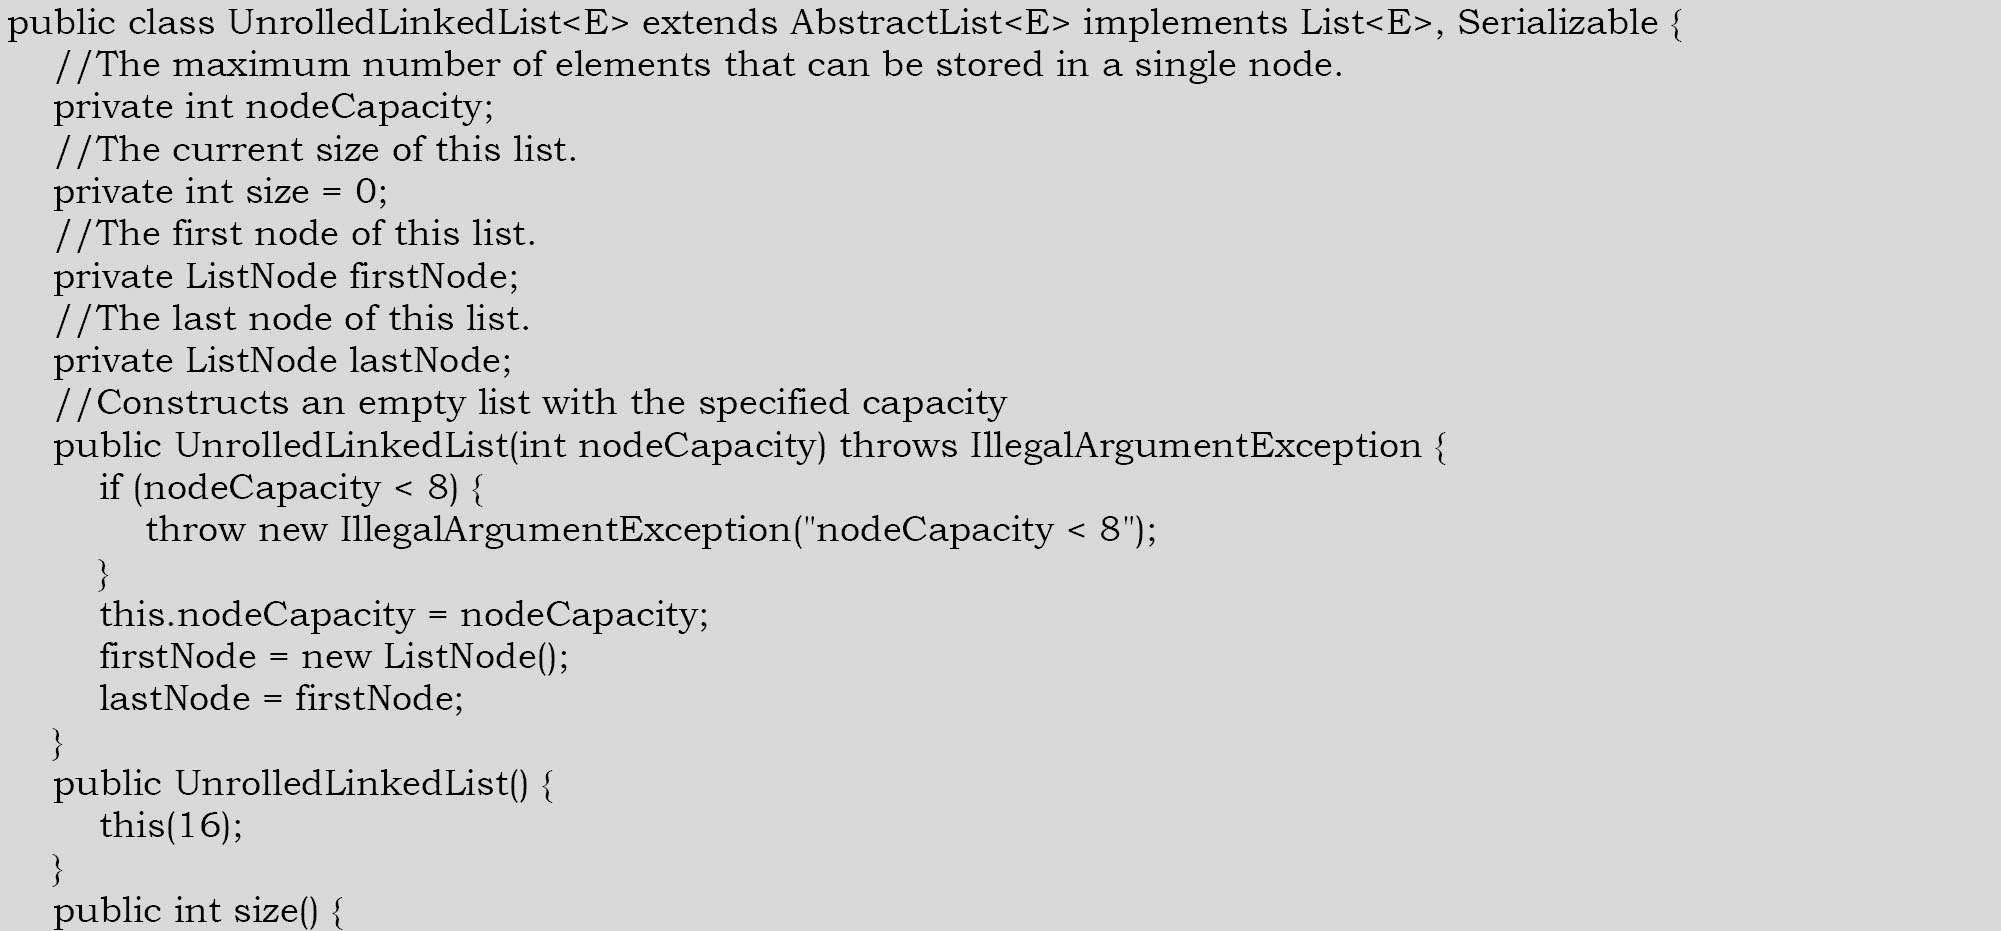 public class UnrolledLinkedList<E> extends AbstractList<E> implements List<E>, Serializable {
//The maximum number of elements that can be stored in a single node.
private int nodeCapacity;
//The current size of this list.
private int size = 0;
//The first node of this list.
private ListNode firstNode;
//The last node of this list.
private ListNode lastNode;
//Constructs an empty list with the specified capacity
public UnrolledLinkedList(int nodeCapacity) throws IllegalArgumentException {
if (nodeCapacity < 8) {
throw new IllegalArgumentException("nodeCapacity < 8");
}
this.nodeCapacity = nodeCapacity;
firstNode = new ListNode();
lastNode = firstNode;
}
public UnrolledLinkedList() {
this(16);
}
public int size() {